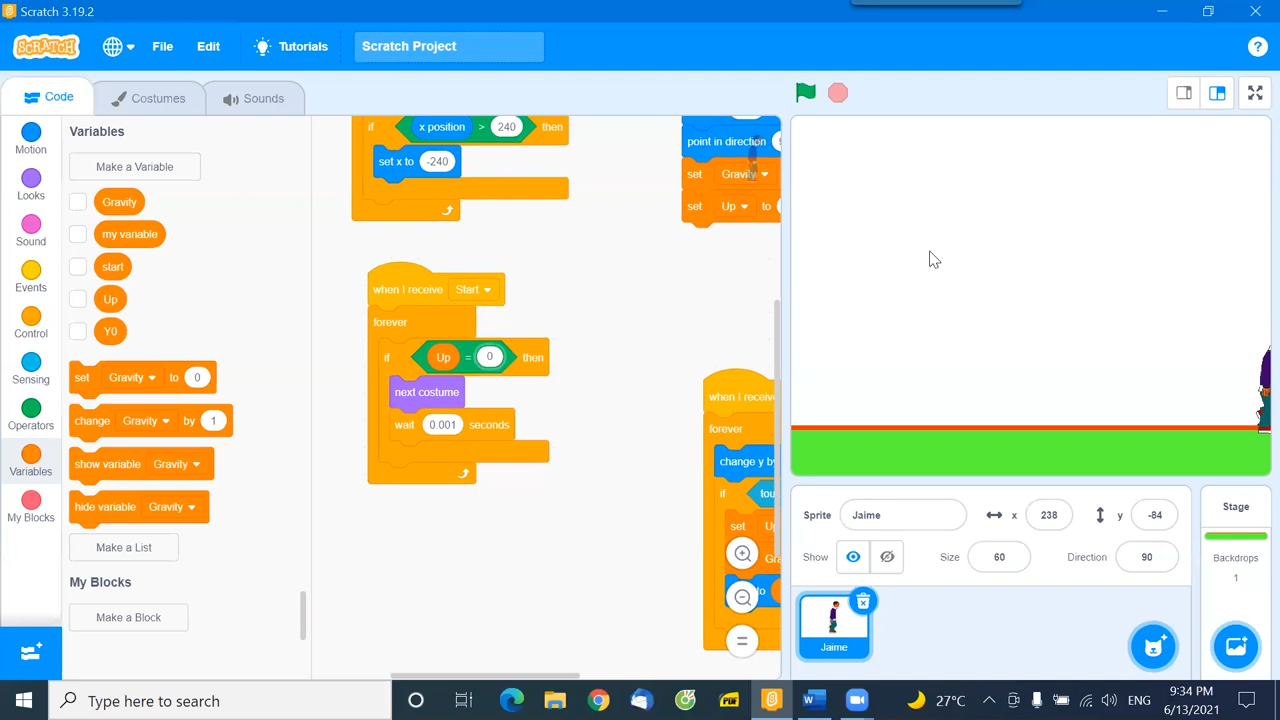 Scratch 3.19.2
SCRATCH
File
Edit
Tutorials
Scratch Project
?
Code
Costumes
Sounds
Motion
Looks
Sound
Events
Control
Sensing
Operators
Variables
My Blocks
Variables
Make a Variable
Gravity
my variable
start
Up
Y0
set Gravity to 0
change Gravity by 1
show variable Gravity
hide variable Gravity
Make a List
My Blocks
Make a Block
if x position > 240 then
set x to -240
when I receive Start
forever
if Up = 0 then
next costume
wait 0.001 seconds
point in direction
set Gravity
set Up to
when I receive
forever
change y by
if
set
Sprite Jaime x 238 y -84
Show Size 60 Direction 90
Jaime
Stage
Backdrops
1
Type here to search
27°C
ENG
9:34 PM
6/13/2021